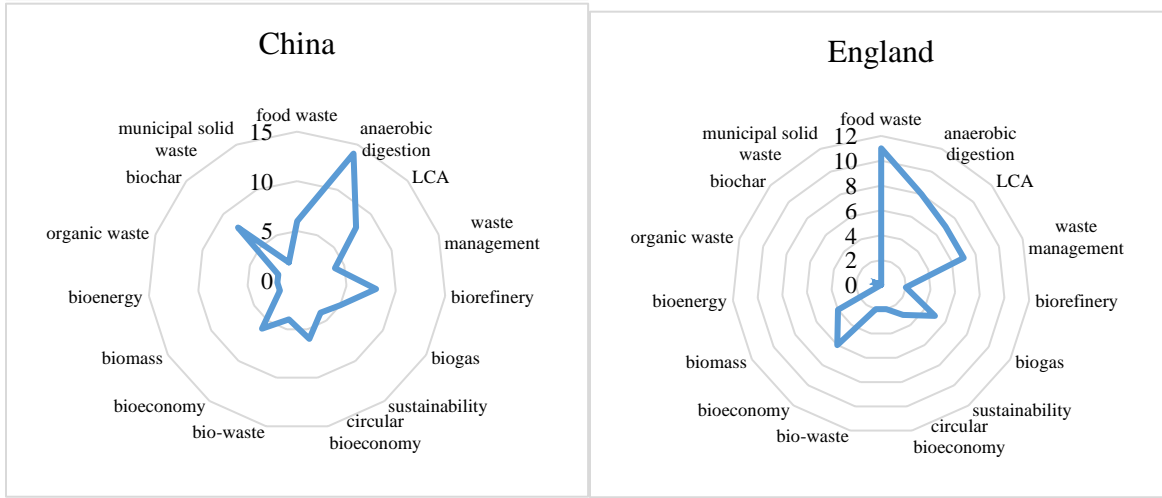 China
food waste
anaerobic
digestion
LCA
waste
management
biorefinery
biogas
sustainability
circular
bioeconomy
bio-waste
bioeconomy
biomass
bioenergy
organic waste
biochar
municipal solid
waste
15
10
5
0
England
food waste
anaerobic
digestion
LCA
waste
management
biorefinery
biogas
sustainability
circular
bioeconomy
bio-waste
bioeconomy
biomass
bioenergy
organic waste
biochar
municipal solid
waste
12
10
8
6
4
2
0